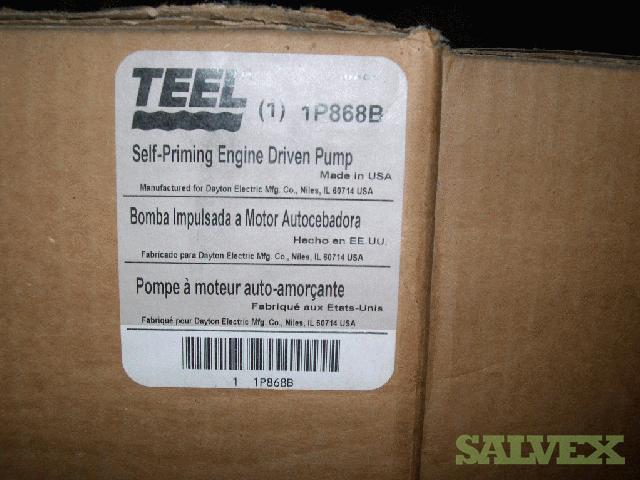 TEEL (1) 1P868B
Self-Priming Engine Driven Pump
Made in USA
Manufactured for Dayton Electric Mfg. Co., Niles, IL 60714 USA
Bomba Impulsada a Motor Autocebadora
Hecho en EE.UU.
Fabricado para Dayton Electric Mfg. Co., Niles, IL 60714 USA
Pompe à moteur auto-amorçante
Fabriqué aux Etats-Unis
Fabriqué pour Dayton Electric Mfg. Co., Niles, IL 60714 USA
1 1P868B
SALVEX